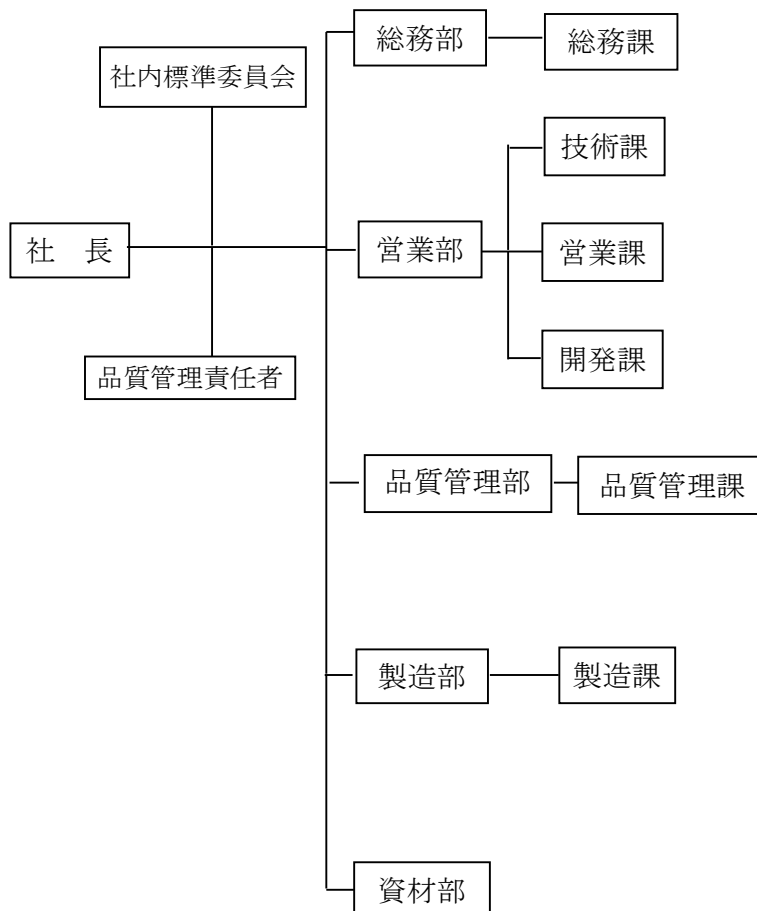 総務部
総務課
社内標準委員会
技術課
社　長
営業部
営業課
開発課
品質管理責任者
品質管理部
品質管理課
製造部
製造課
資材部